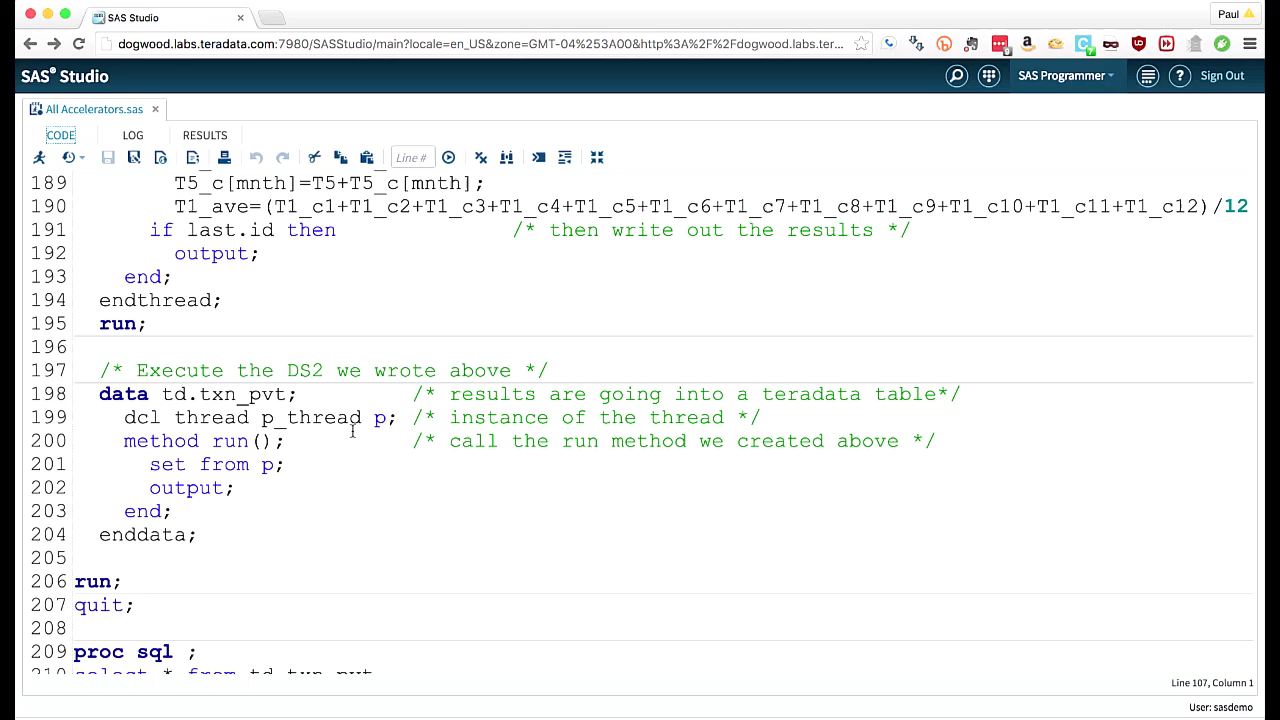 SAS Studio
Paul
dogwood.labs.teradata.com:7980/SASStudio/main?locale=en_US&zone=GMT-04%253A00&http%3A%2F%2Fdogwood.labs.ter...
SAS® Studio
SAS Programmer
Sign Out
All Accelerators.sas
CODE LOG RESULTS
Line #
189 T5_c[mnth]=T5+T5_c[mnth];
190 T1_ave=(T1_c1+T1_c2+T1_c3+T1_c4+T1_c5+T1_c6+T1_c7+T1_c8+T1_c9+T1_c10+T1_c11+T1_c12)/12
191 if last.id then /* then write out the results */
192 output;
193 end;
194 endthread;
195 run;
196
197 /* Execute the DS2 we wrote above */
198 data td.txn_pvt; /* results are going into a teradata table*/
199 dcl thread p_thread p; /* instance of the thread */
200 method run(); /* call the run method we created above */
201 set from p;
202 output;
203 end;
204 enddata;
205
206 run;
207 quit;
208
209 proc sql ;
210 select * from td.txn_pvt
Line 107, Column 1
User: sasdemo